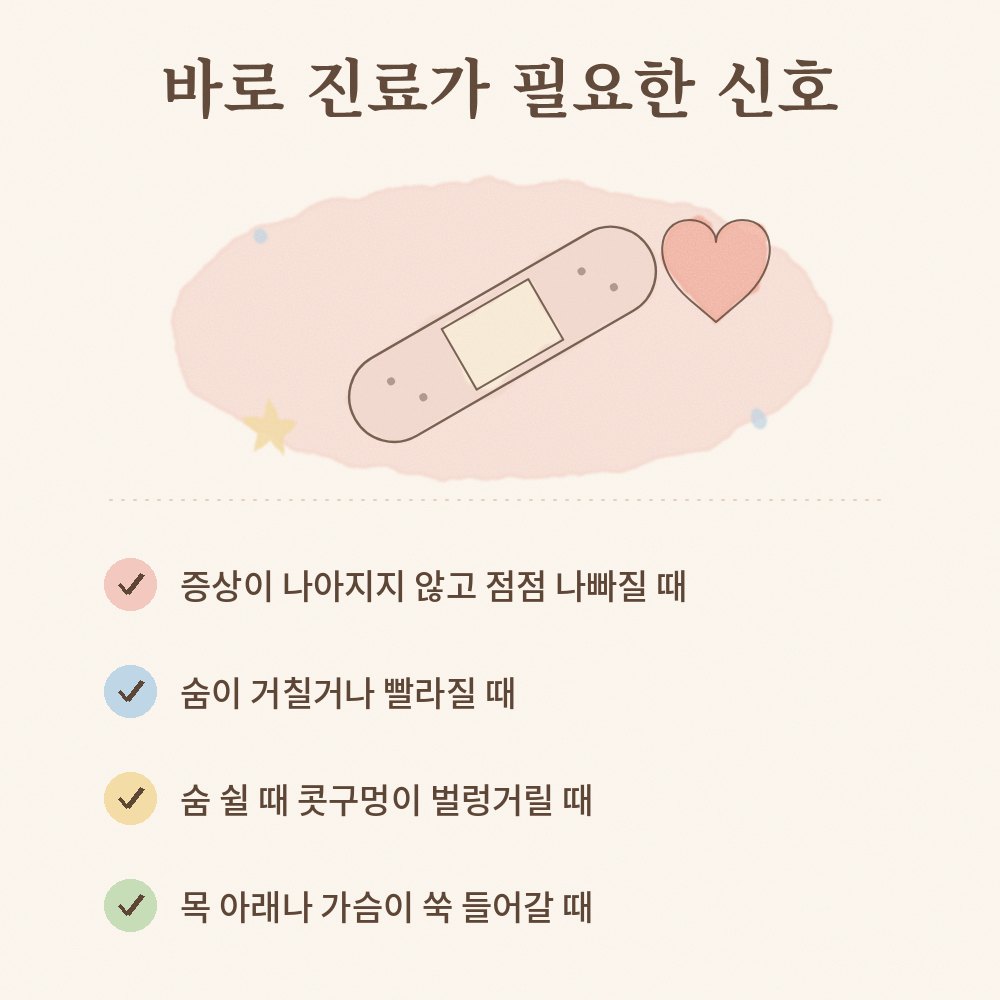 바로 진료가 필요한 신호
증상이 나아지지 않고 점점 나빠질 때
숨이 거칠거나 빨라질 때
숨 쉴 때 콧구멍이 벌렁거릴 때
목 아래나 가슴이 쑥 들어갈 때